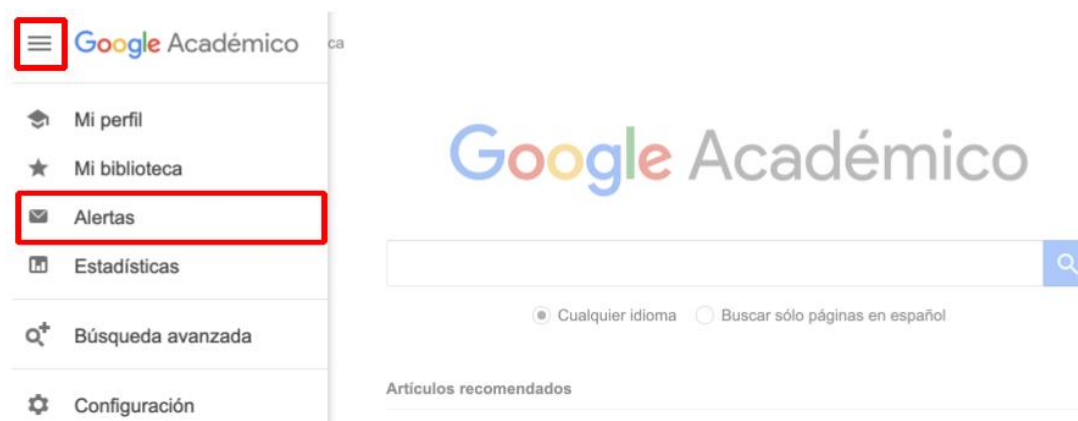 Google Académico
ca
Mi perfil
Mi biblioteca
Alertas
Estadísticas
Búsqueda avanzada
Configuración
Google Académico
Cualquier idioma Buscar sólo páginas en español
Artículos recomendados